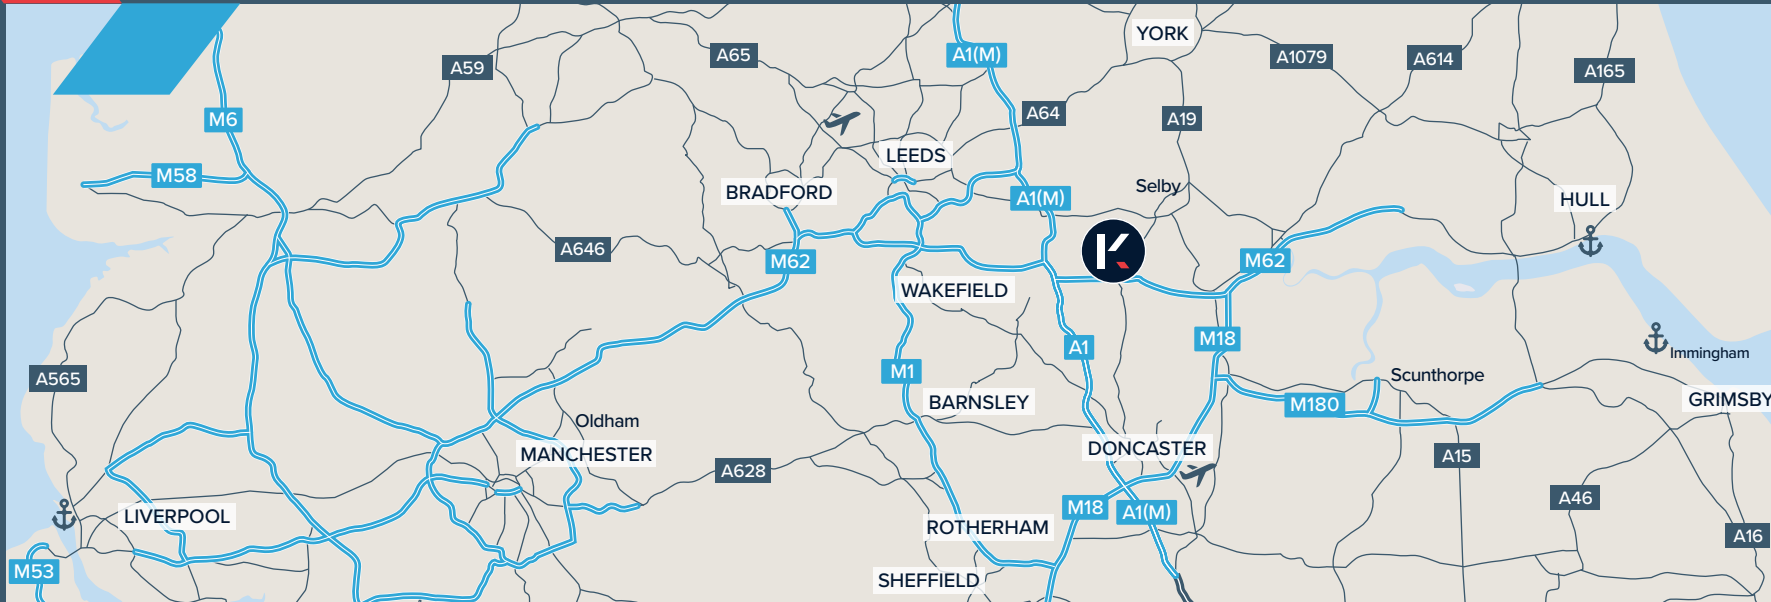 YORK
A1(M)
A65
A1079
A614
A59
A165
M6
A64
A19
LEEDS
M58
Selby
BRADFORD
A1(M)
HULL
A646
K
M62
M62
WAKEFIELD
M18
A1
Immingham
M1
A565
Scunthorpe
GRIMSBY
BARNSLEY
M180
Oldham
DONCASTER
MANCHESTER
A15
A628
A46
M18
A1(M)
LIVERPOOL
ROTHERHAM
A16
M53
SHEFFIELD